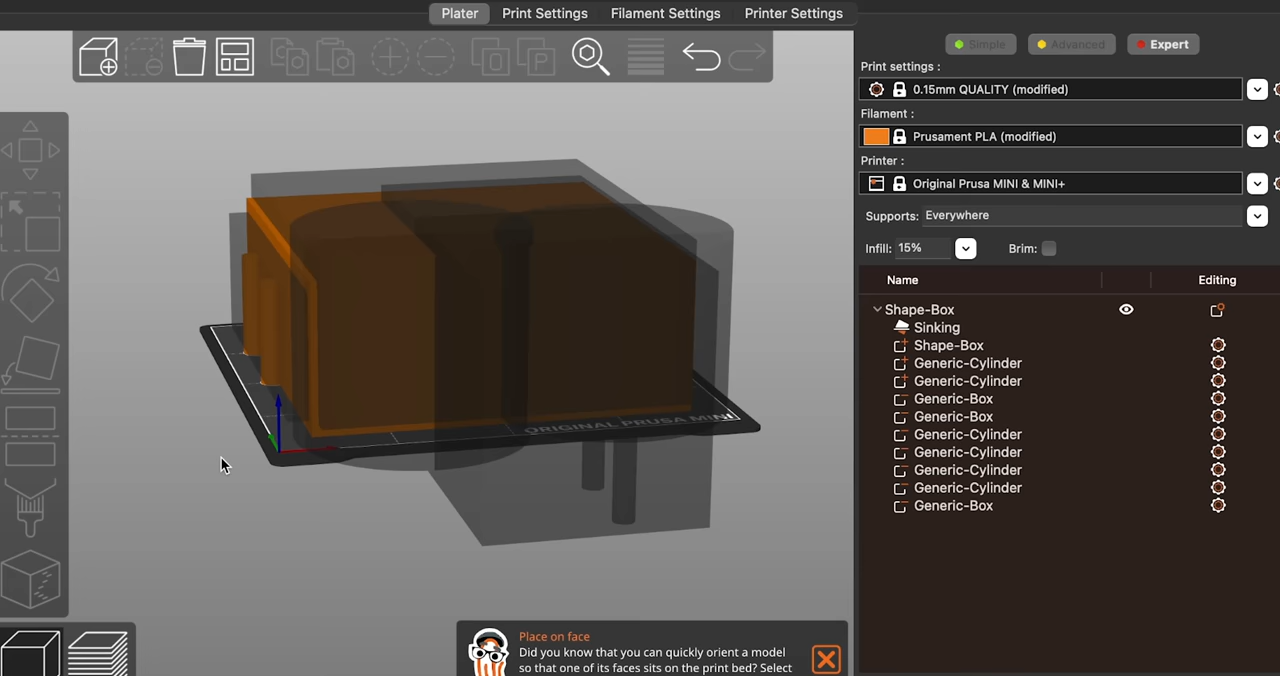 Plater Print Settings Filament Settings Printer Settings
Simple Advanced Expert
Print settings :
0.15mm QUALITY (modified)
Filament :
Prusament PLA (modified)
Printer :
Original Prusa MINI & MINI+
Supports: Everywhere
Infill: 15% Brim:
Name Editing
Shape-Box
Sinking
Shape-Box
Generic-Cylinder
Generic-Cylinder
Generic-Box
Generic-Box
Generic-Cylinder
Generic-Cylinder
Generic-Cylinder
Generic-Cylinder
Generic-Box
ORIGINAL PRUSA MINI
Place on face
Did you know that you can quickly orient a model
so that one of its faces sits on the print bed? Select